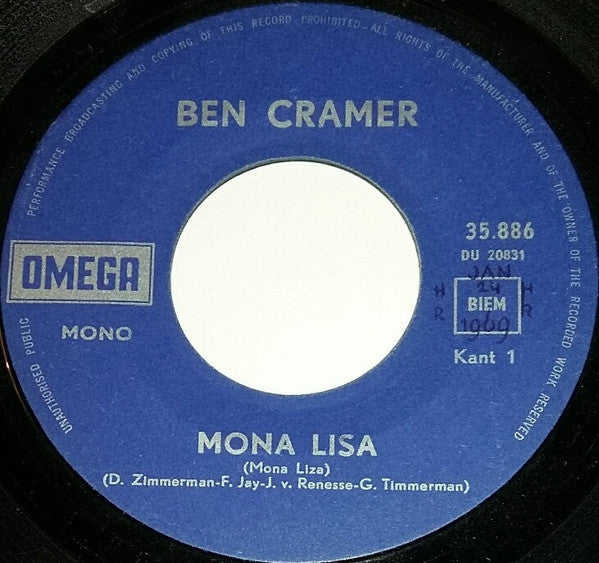 UNAUTHORISED PUBLIC PERFORMANCE BROADCASTING AND COPYING OF THIS RECORD PROHIBITED—ALL RIGHTS OF THE MANUFACTURER AND OF THE OWNER OF THE RECORDED WORK RESERVED
BEN CRAMER
OMEGA
MONO
35.886
DU 20831
JAN
H 24 H
BIEM
R 1969 R
Kant 1
MONA LISA
(Mona Liza)
(D. Zimmerman-F. Jay-J. v. Renesse-G. Timmerman)